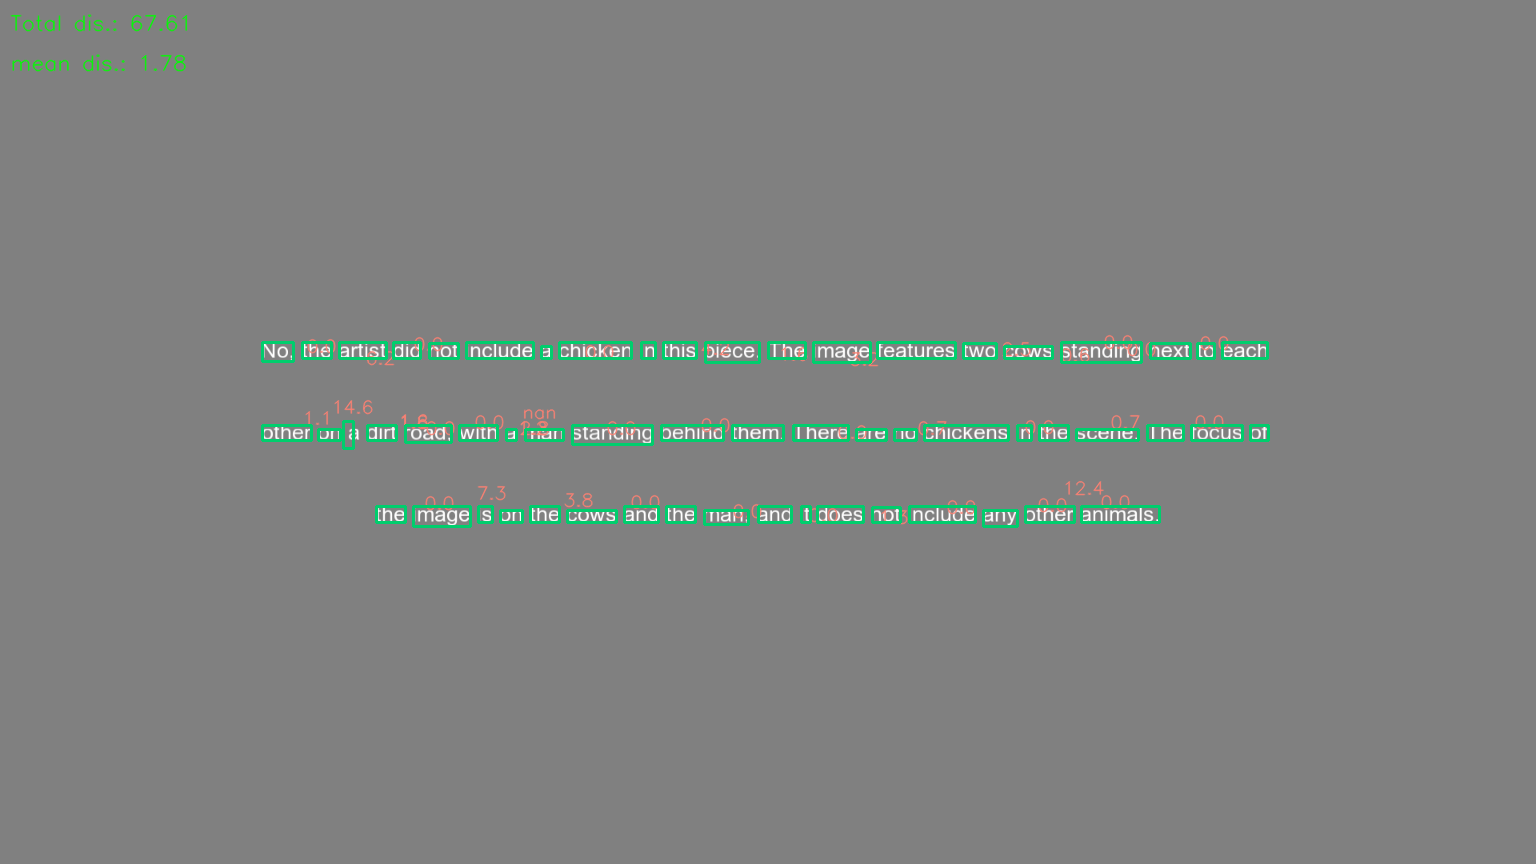 Total dis.: 67.61
mean dis.: 1.78
No, the artist did not include a chicken in this piece. The image features two cows standing next to each
other on a dirt road, with a man standing behind them. There are no chickens in the scene. The focus of
the image is on the cows and the man, and it does not include any other animals.
1.1 14.6 1.6 0.0 nan 0.0 0.7 0.0
0.0 7.3 3.8 0.0 0.0 0.0 12.4 0.0